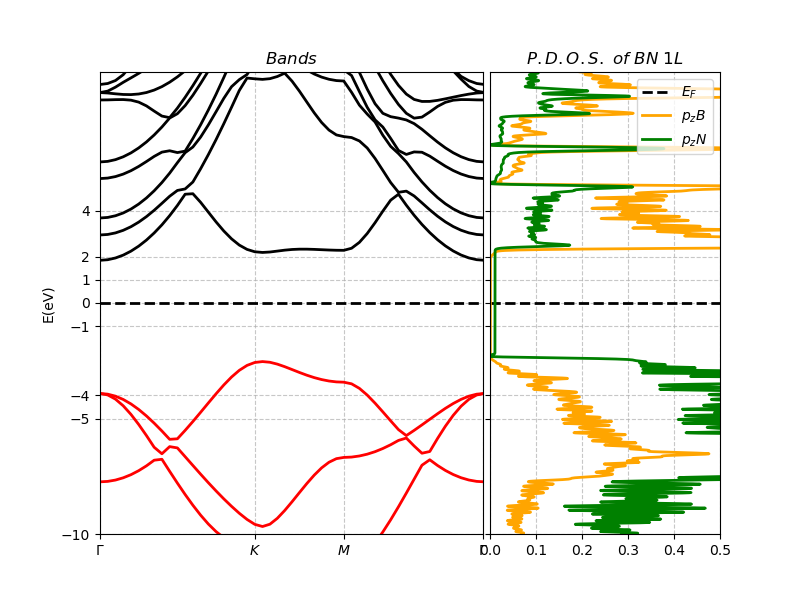 Bands
P.D.O.S. of BN 1L
E(eV)
4
2
1
0
−1
−4
−5
−10
Γ
K
M
Γ
0.0
0.1
0.2
0.3
0.4
0.5
E_F
p_zB
p_zN